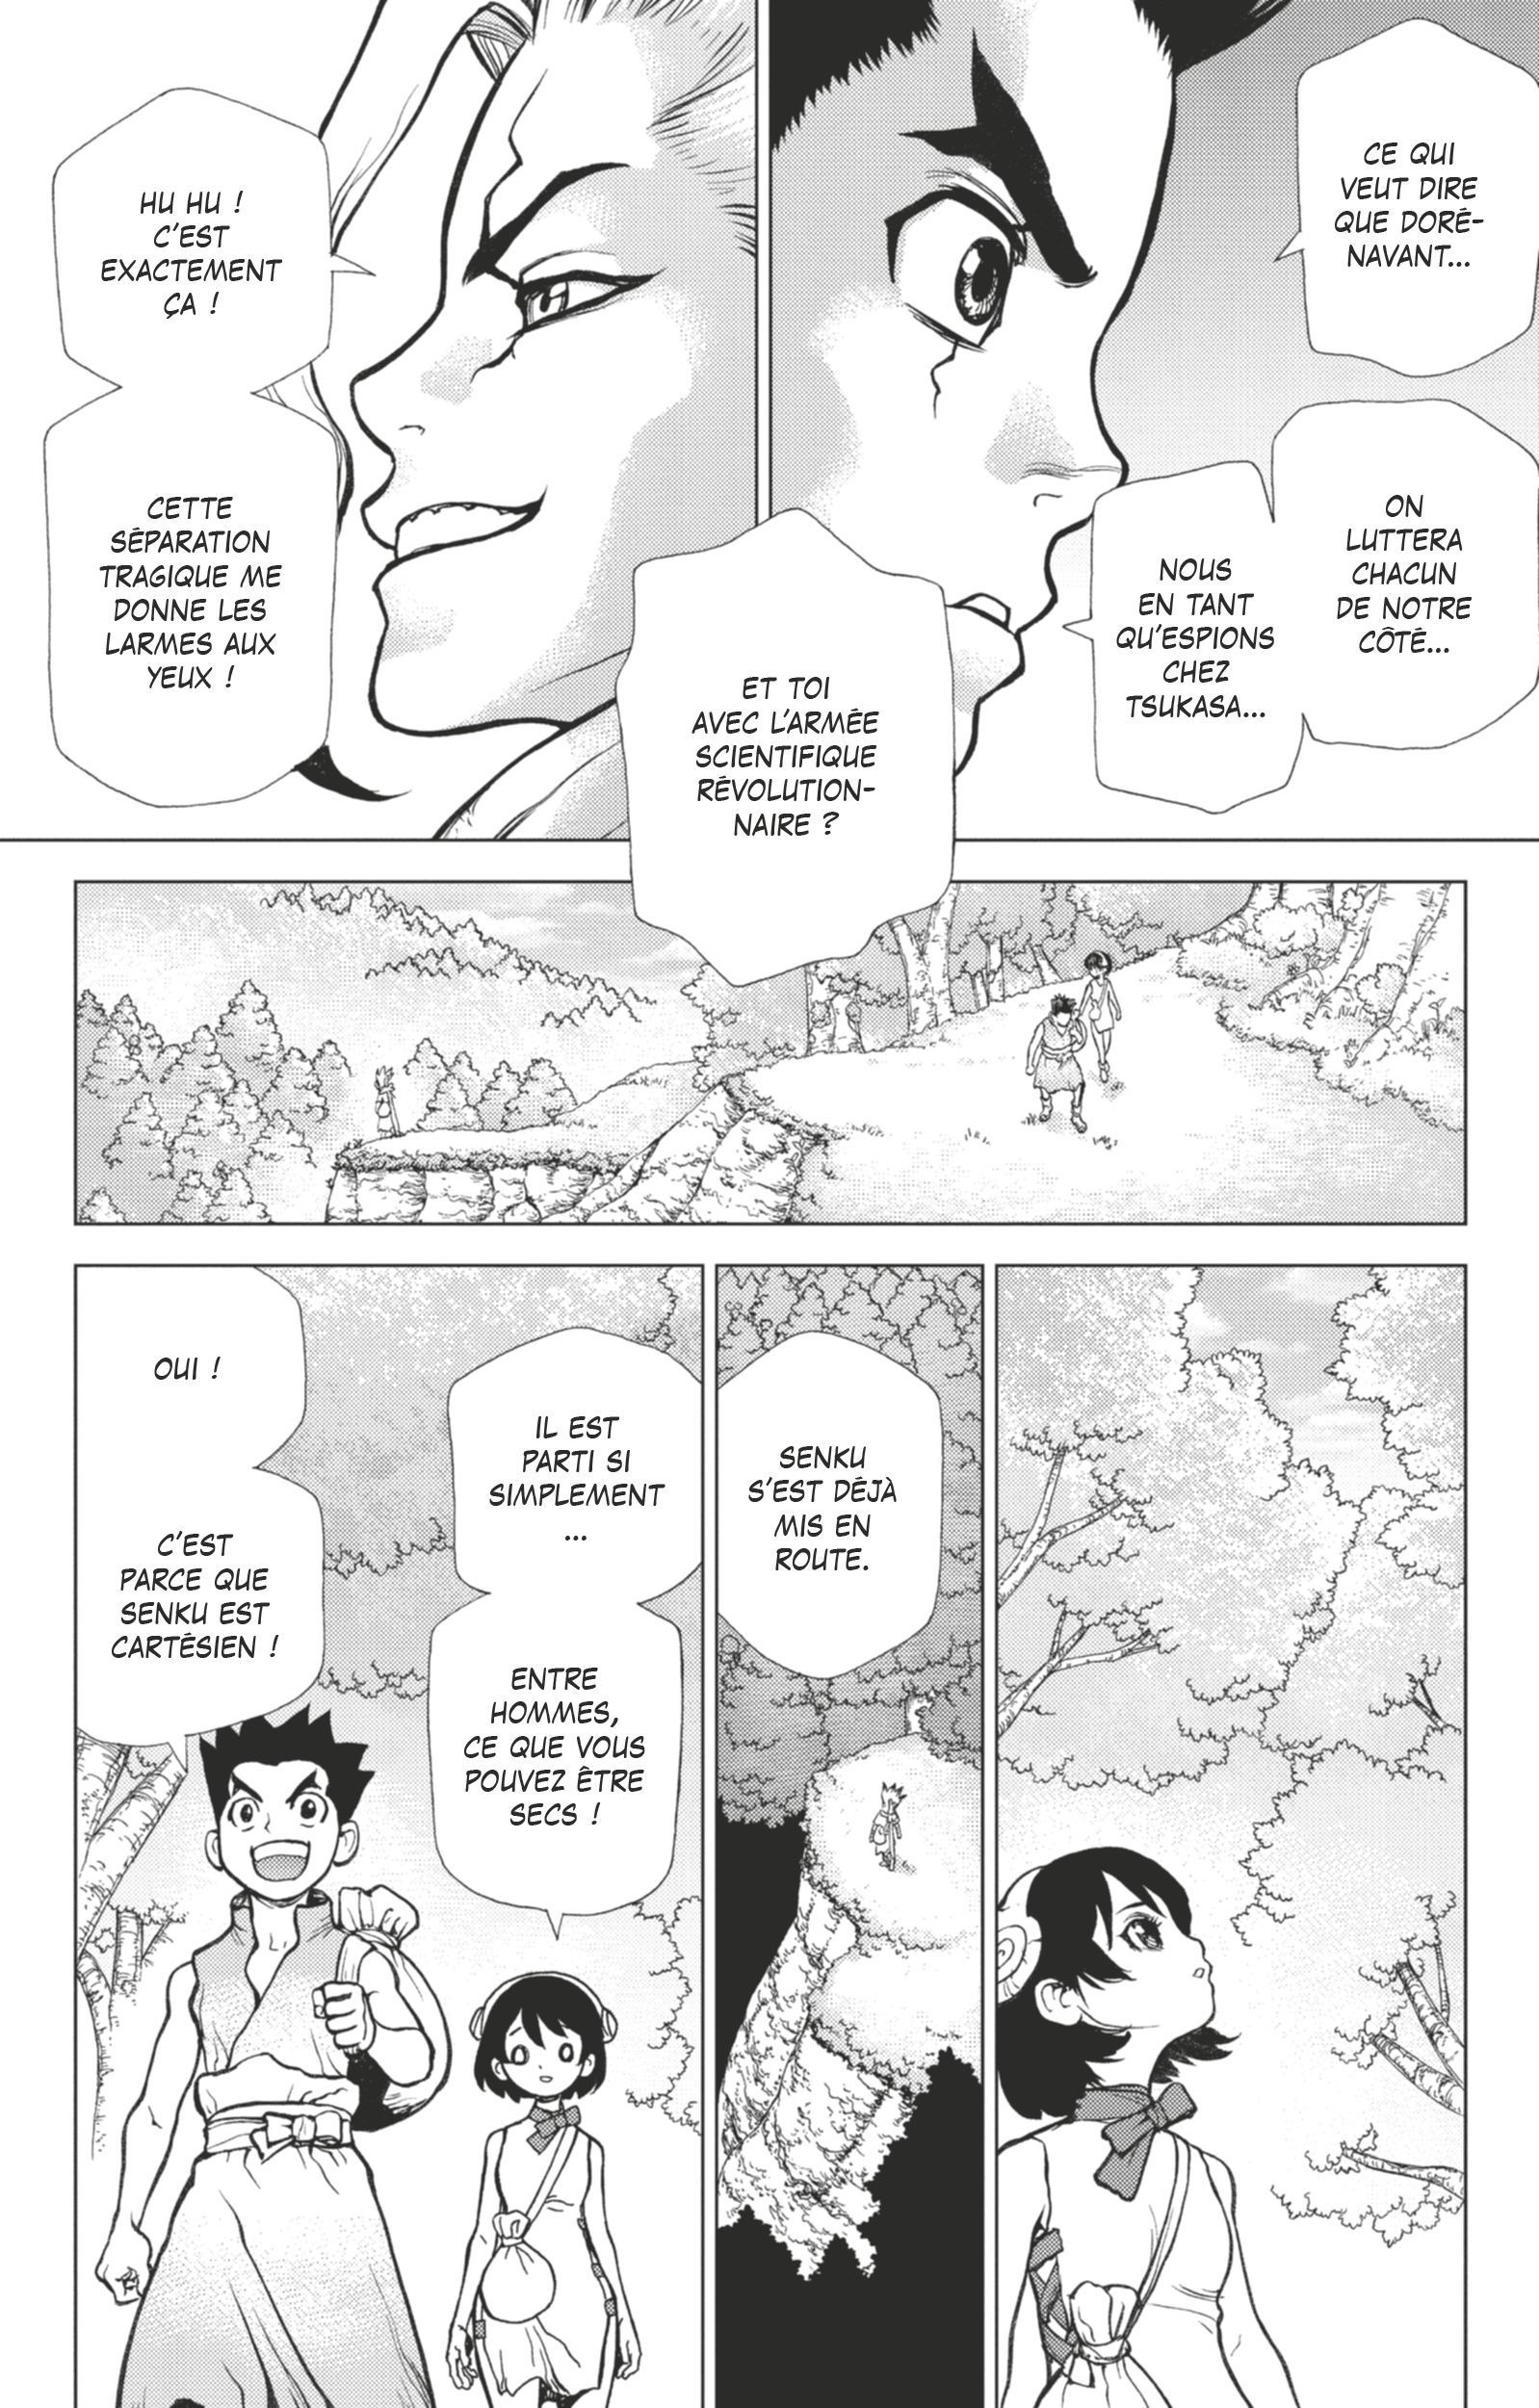 CE QUI
VEUT DIRE
QUE DORÉ-
NAVANT...
ON
LUTTERA
CHACUN
DE NOTRE
CÔTÉ...
NOUS
EN TANT
QU'ESPIONS
CHEZ
TSUKASA...
ET TOI
AVEC L'ARMÉE
SCIENTIFIQUE
RÉVOLUTION-
NAIRE ?
HU HU !
C'EST
EXACTEMENT
ÇA !
CETTE
SÉPARATION
TRAGIQUE ME
DONNE LES
LARMES AUX
YEUX !
SENKU
S'EST DÉJÀ
MIS EN
ROUTE.
IL EST
PARTI SI
SIMPLEMENT
...
ENTRE
HOMMES,
CE QUE VOUS
POUVEZ ÊTRE
SECS !
OUI !
C'EST
PARCE QUE
SENKU EST
CARTÉSIEN !